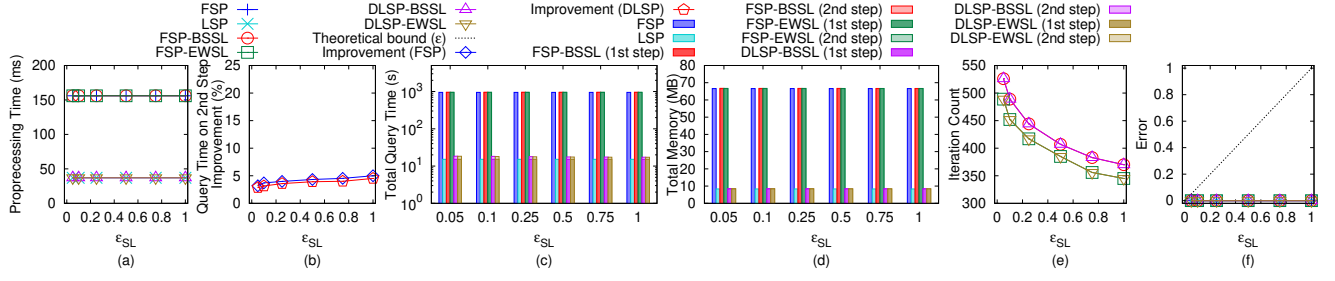 FSP
LSP
FSP-BSSL
FSP-EWSL
DLSP-BSSL
DLSP-EWSL
Theoretical bound (ε)
Improvement (FSP)
Improvement (DLSP)
FSP
LSP
FSP-BSSL (1st step)
FSP-BSSL (2nd step)
FSP-EWSL (1st step)
FSP-EWSL (2nd step)
DLSP-BSSL (1st step)
DLSP-BSSL (2nd step)
DLSP-EWSL (1st step)
DLSP-EWSL (2nd step)
Poprecessing Time (ms)
200
150
100
50
0
0 0.2 0.4 0.6 0.8 1
εSL
(a)
Query Time on 2nd Step
Improvement (%)
25
20
15
10
5
0
0 0.2 0.4 0.6 0.8 1
εSL
(b)
Total Query Time (s)
10^3
10^2
10^1
10^0
0.05 0.1 0.25 0.5 0.75 1
εSL
(c)
Total Memory (MB)
80
70
60
50
40
30
20
10
0
0.05 0.1 0.25 0.5 0.75 1
εSL
(d)
Iteration Count
550
500
450
400
350
300
0 0.2 0.4 0.6 0.8 1
εSL
(e)
Error
1
0.8
0.6
0.4
0.2
0
0 0.2 0.4 0.6 0.8 1
εSL
(f)